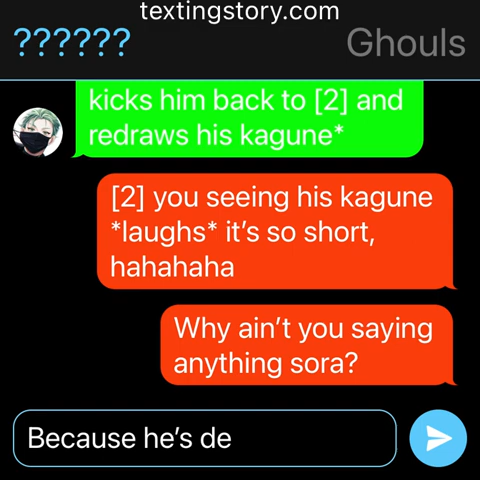 textingstory.com
??????
Ghouls
kicks him back to [2] and
redraws his kagune*
[2] you seeing his kagune
*laughs* it's so short,
hahahaha
Why ain't you saying
anything sora?
Because he's de